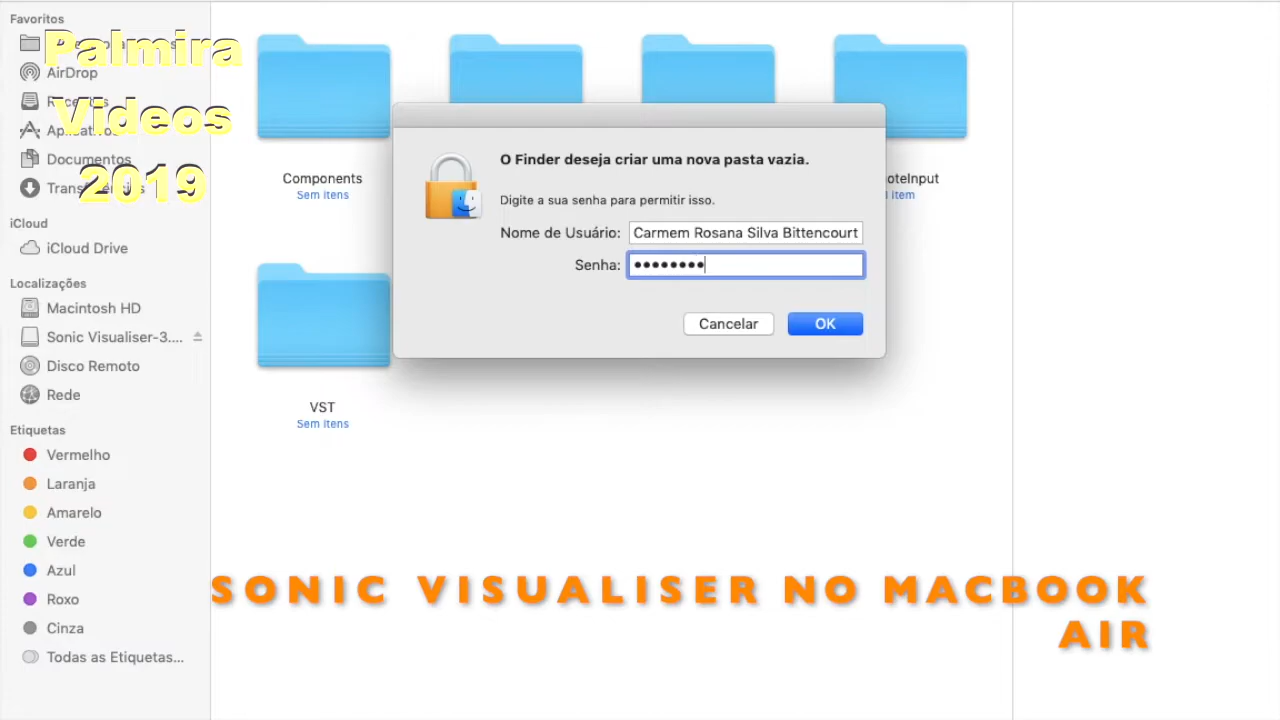 Favoritos
Palmira
AirDrop
Videos
Documentos
2019
iCloud
iCloud Drive
Localizações
Macintosh HD
Sonic Visualiser-3....
Disco Remoto
Rede
Etiquetas
Vermelho
Laranja
Amarelo
Verde
Azul
Roxo
Cinza
Todas as Etiquetas...
Components
Sem itens
VST
Sem itens
O Finder deseja criar uma nova pasta vazia.
Digite a sua senha para permitir isso.
Nome de Usuário: Carmem Rosana Silva Bittencourt
Senha: ••••••••
Cancelar OK
SONIC VISUALISER NO MACBOOK
AIR